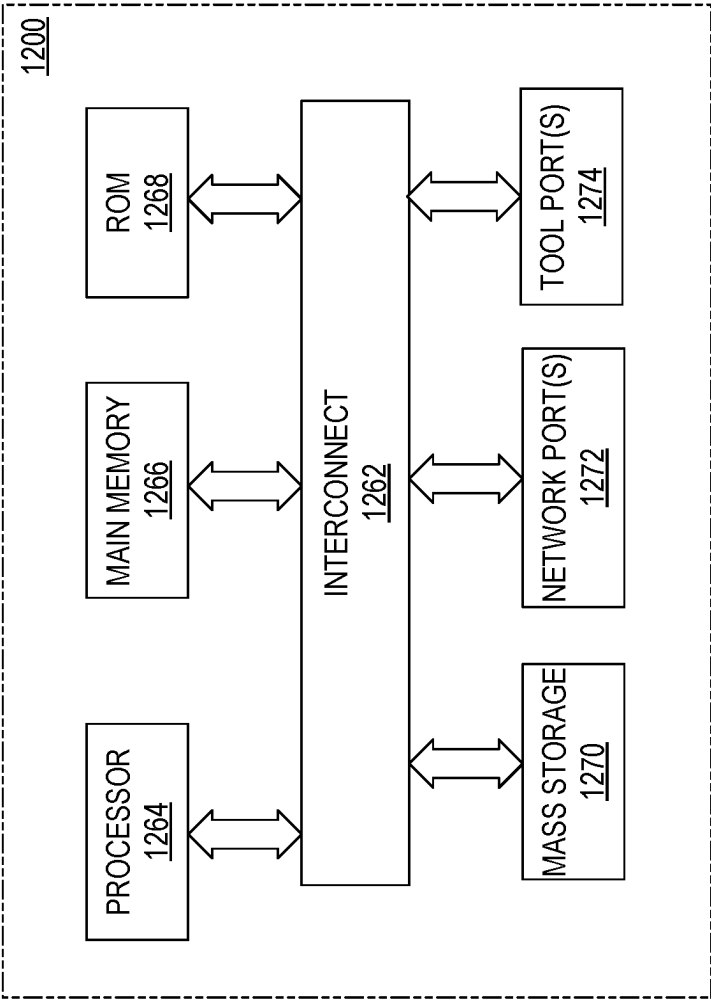 1200
PROCESSOR
1264
MAIN MEMORY
1266
ROM
1268
INTERCONNECT
1262
MASS STORAGE
1270
NETWORK PORT(S)
1272
TOOL PORT(S)
1274